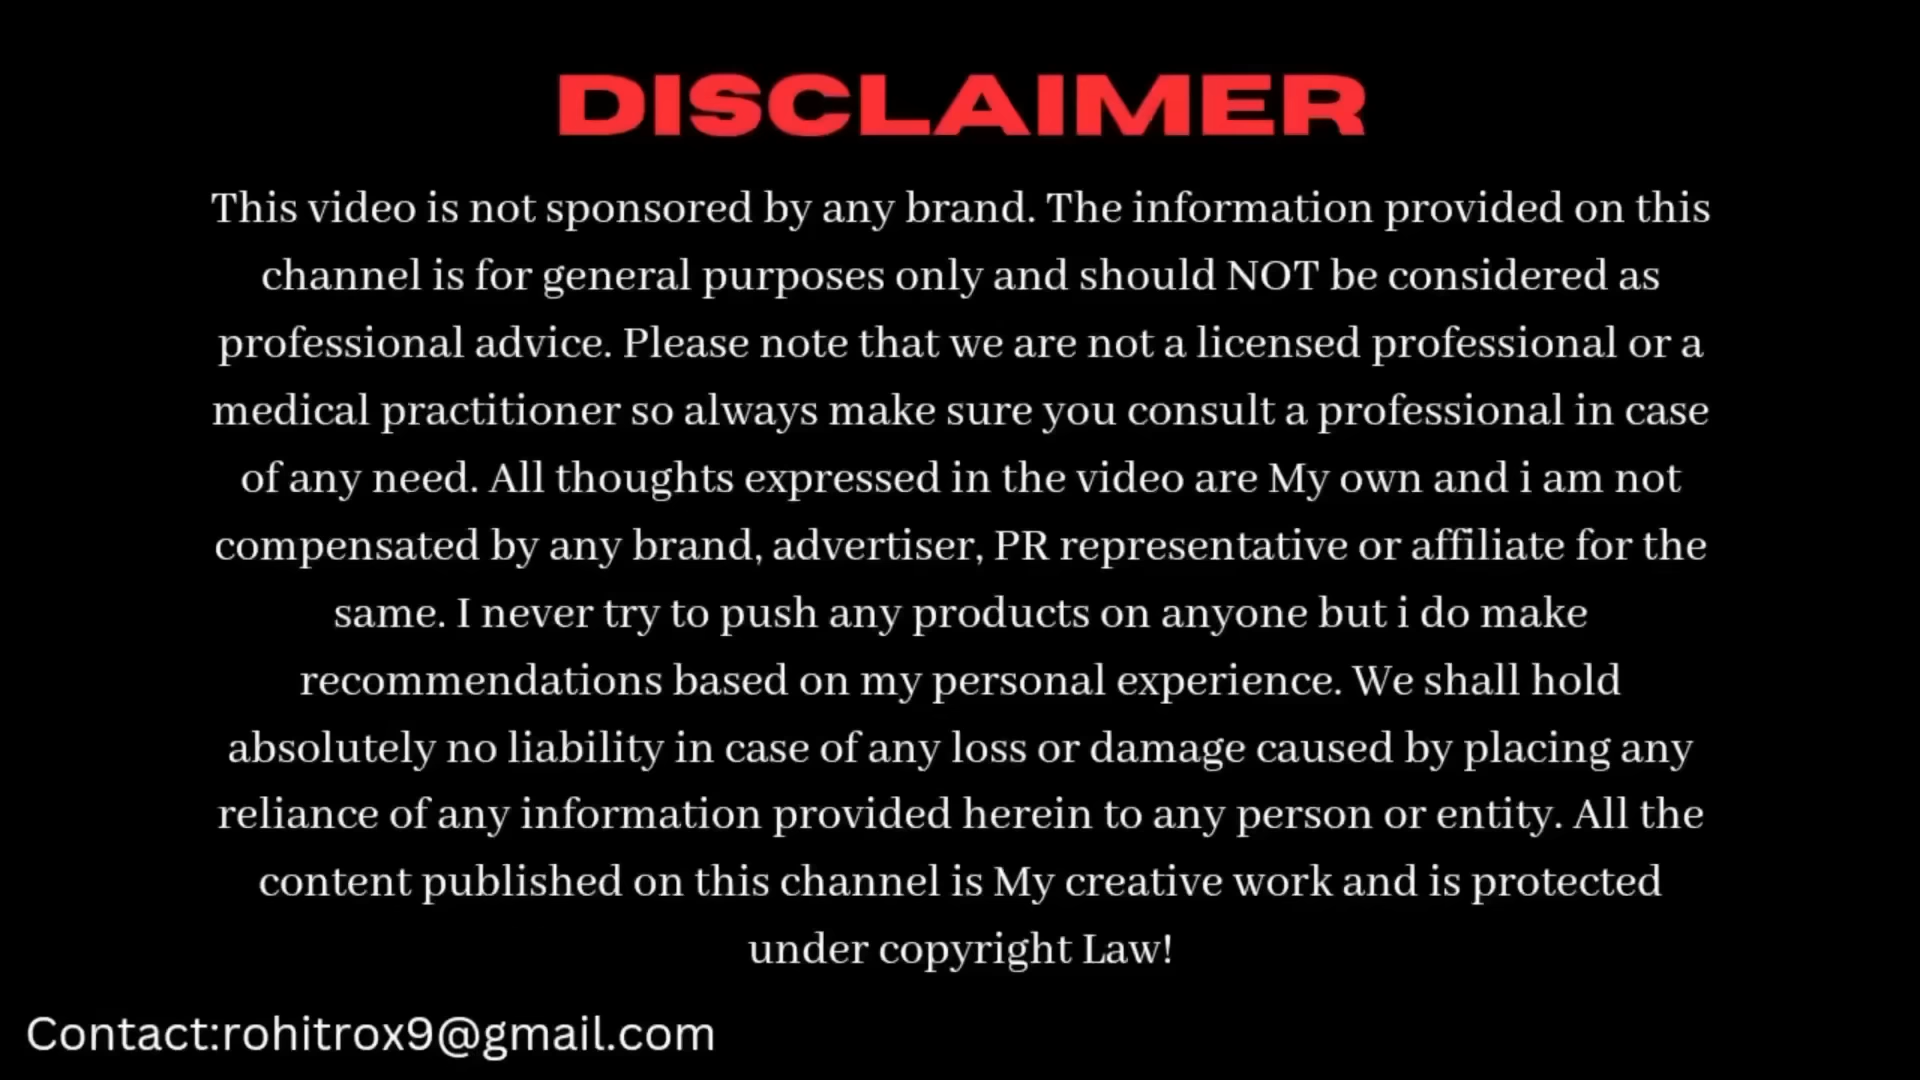 DISCLAIMER
This video is not sponsored by any brand. The information provided on this
channel is for general purposes only and should NOT be considered as
professional advice. Please note that we are not a licensed professional or a
medical practitioner so always make sure you consult a professional in case
of any need. All thoughts expressed in the video are My own and i am not
compensated by any brand, advertiser, PR representative or affiliate for the
same. I never try to push any products on anyone but i do make
recommendations based on my personal experience. We shall hold
absolutely no liability in case of any loss or damage caused by placing any
reliance of any information provided herein to any person or entity. All the
content published on this channel is My creative work and is protected
under copyright Law!
Contact:rohitrox9@gmail.com